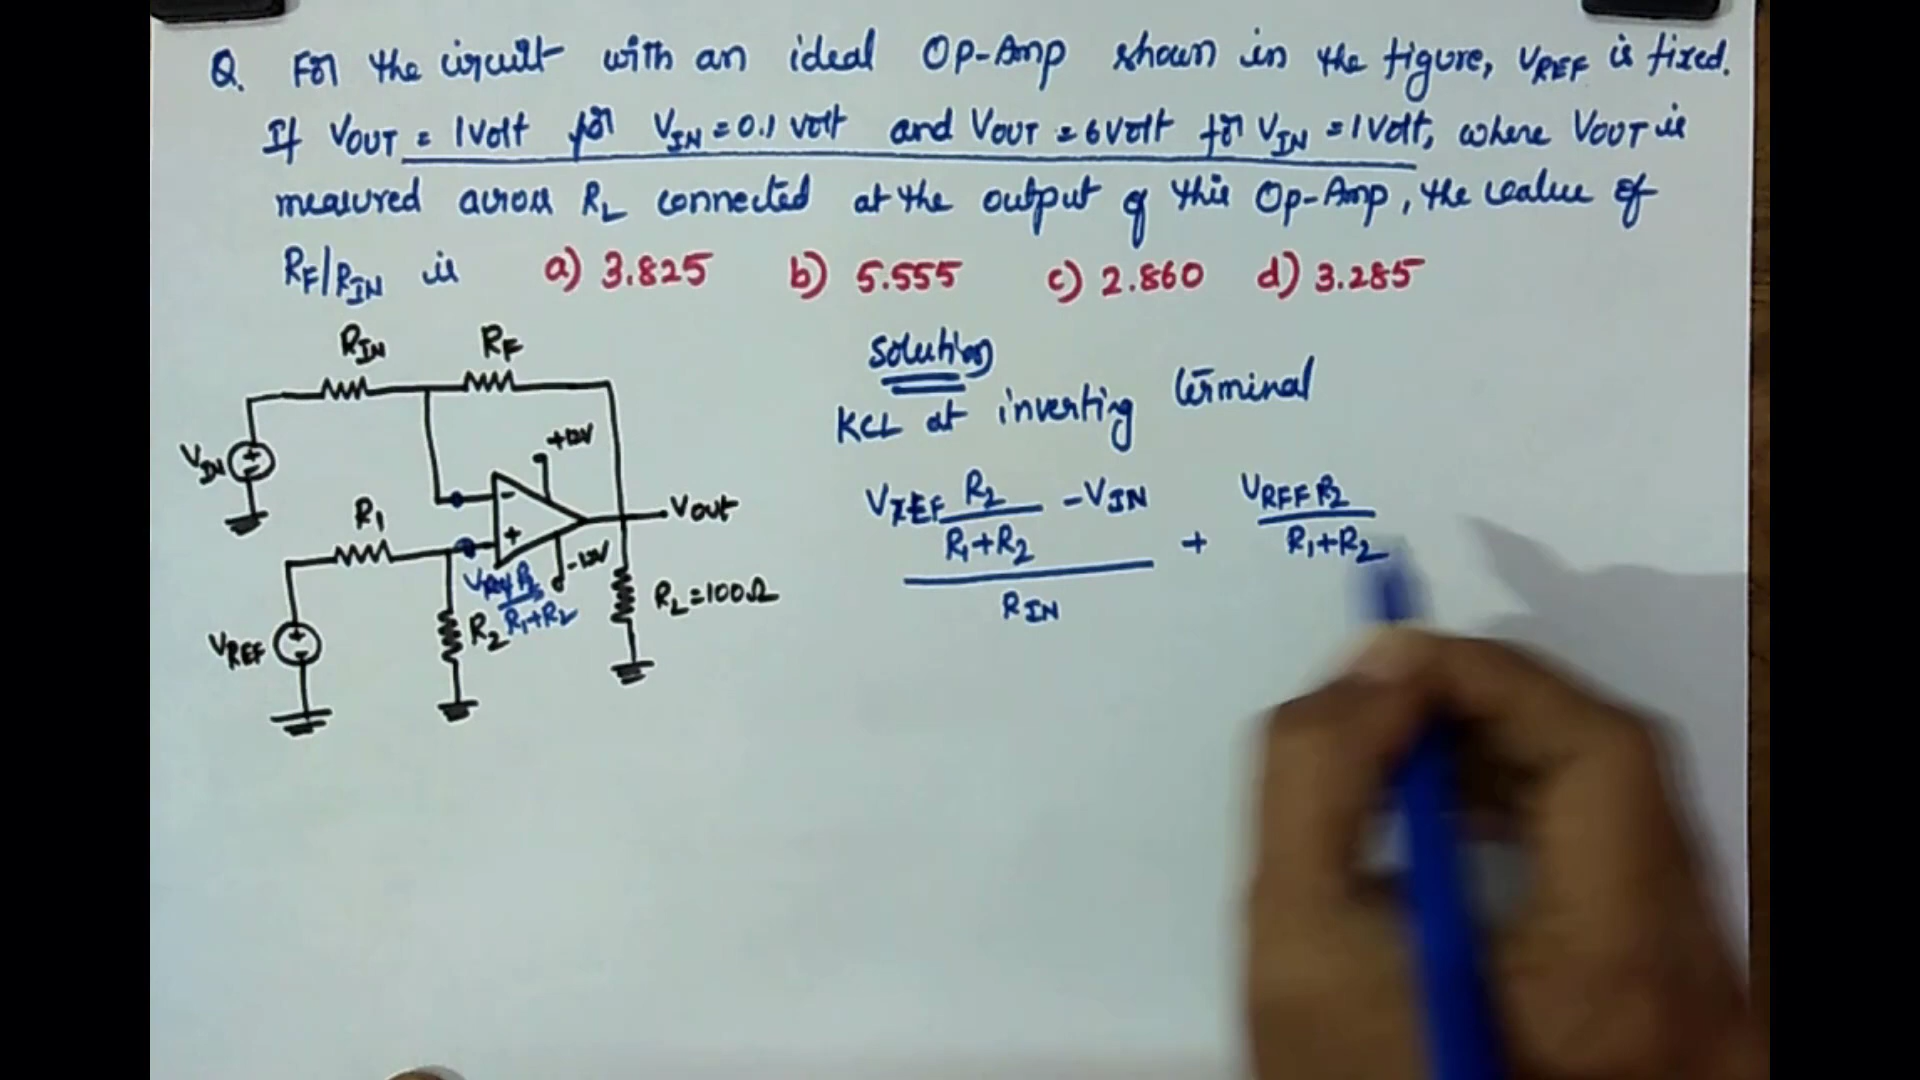 Q. For the circuit with an ideal Op-Amp shown in the figure, VREF is fixed.
If VOUT = 1Volt for VIN = 0.1 volt and VOUT = 6Volt for VIN = 1Volt, where VOUT is
measured across RL connected at the output of this Op-Amp, the value of
RF/RIN is a) 3.825 b) 5.555 c) 2.860 d) 3.285
RIN RF
Solution
KCL at inverting terminal
+12V
VIN
-
VREF R2 -VIN + VREF R2
R1+R2 R1+R2
RIN
R1
Vout
+
-12V
VREF R2
R1+R2
R2
RL=100Ω
VREF